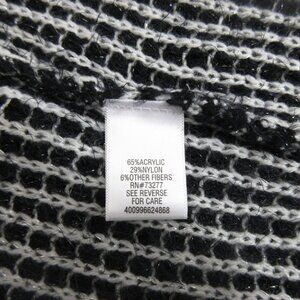 65%ACRYLIC
29%NYLON
6%OTHER FIBERS
RN#73277
SEE REVERSE
FOR CARE
400996624868